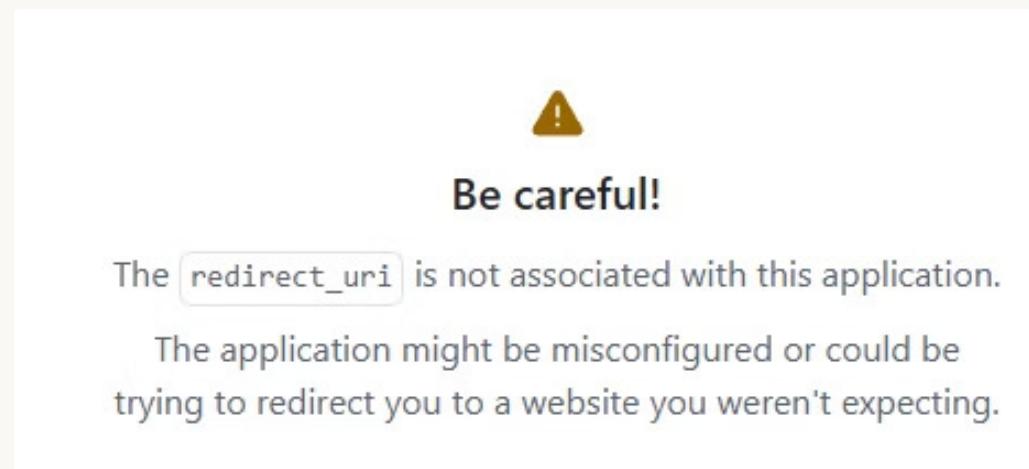 Be careful!
The redirect_uri is not associated with this application.
The application might be misconfigured or could be
trying to redirect you to a website you weren't expecting.